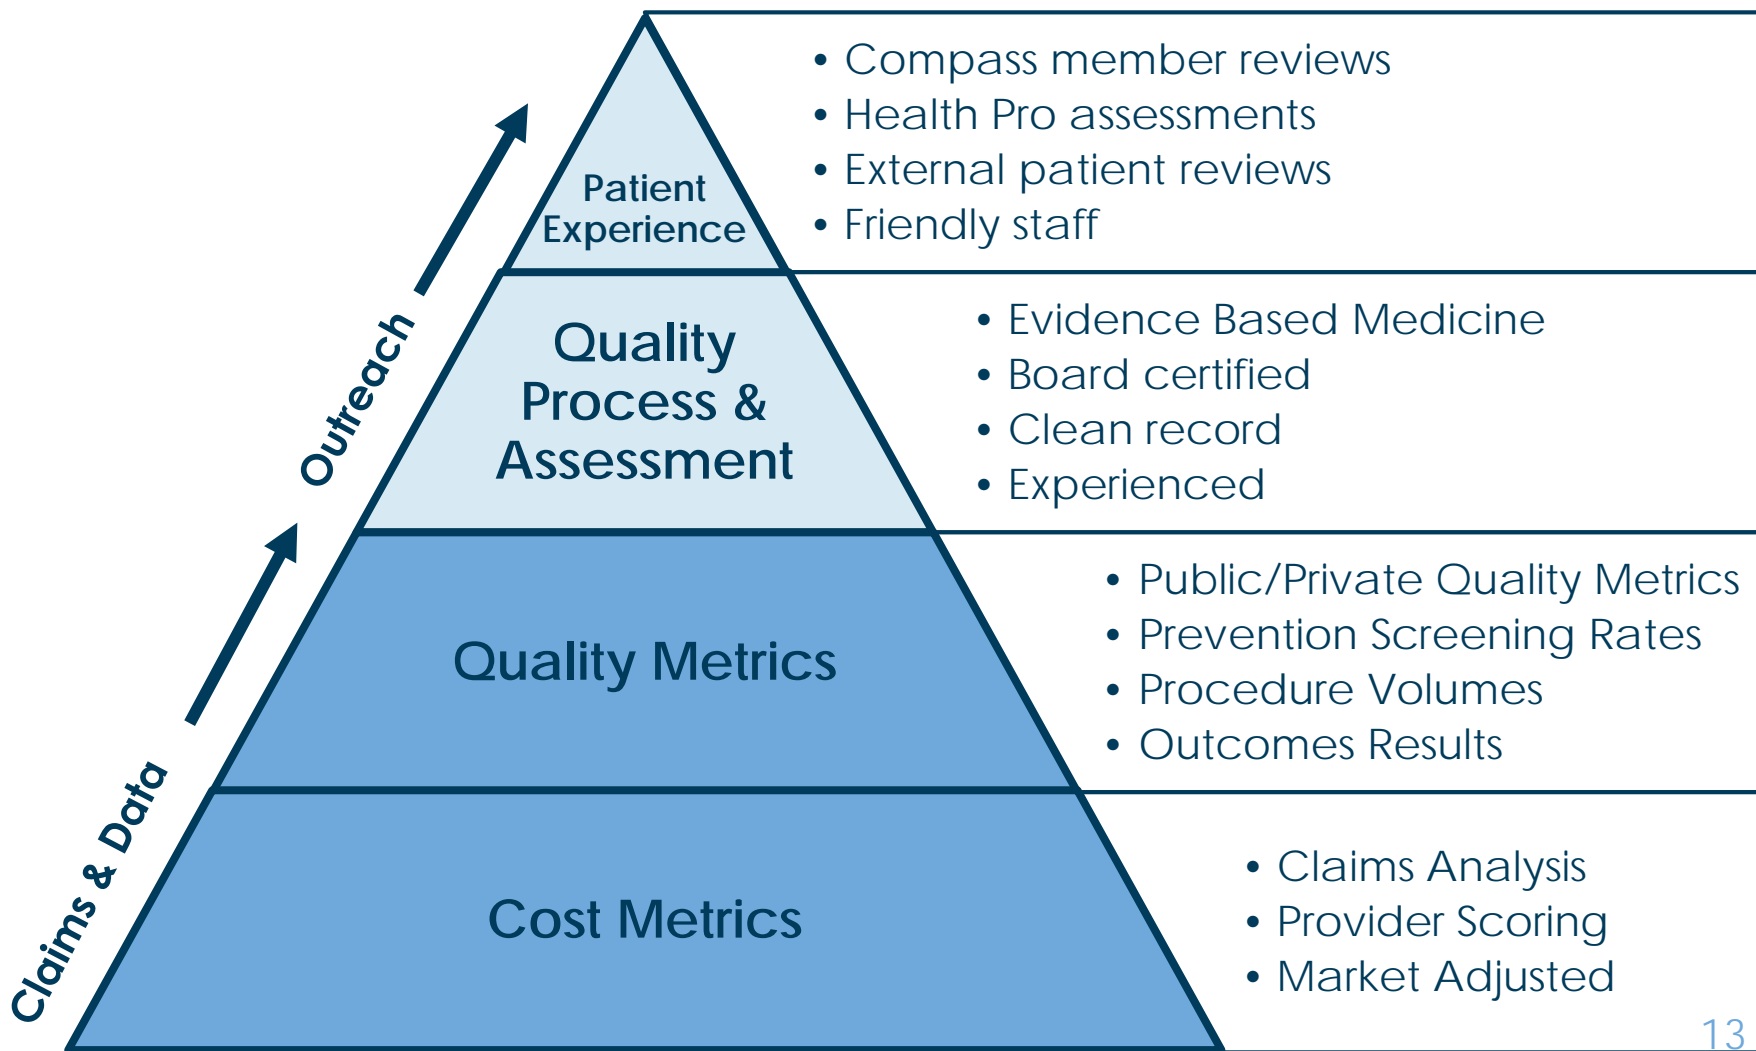 • Compass member reviews
• Health Pro assessments
• External patient reviews
• Friendly staff
Patient
Experience
• Evidence Based Medicine
• Board certified
• Clean record
• Experienced
Quality
Process &
Assessment
Outreach
• Public/Private Quality Metrics
• Prevention Screening Rates
• Procedure Volumes
• Outcomes Results
Quality Metrics
Claims & Data
• Claims Analysis
• Provider Scoring
• Market Adjusted
Cost Metrics
13